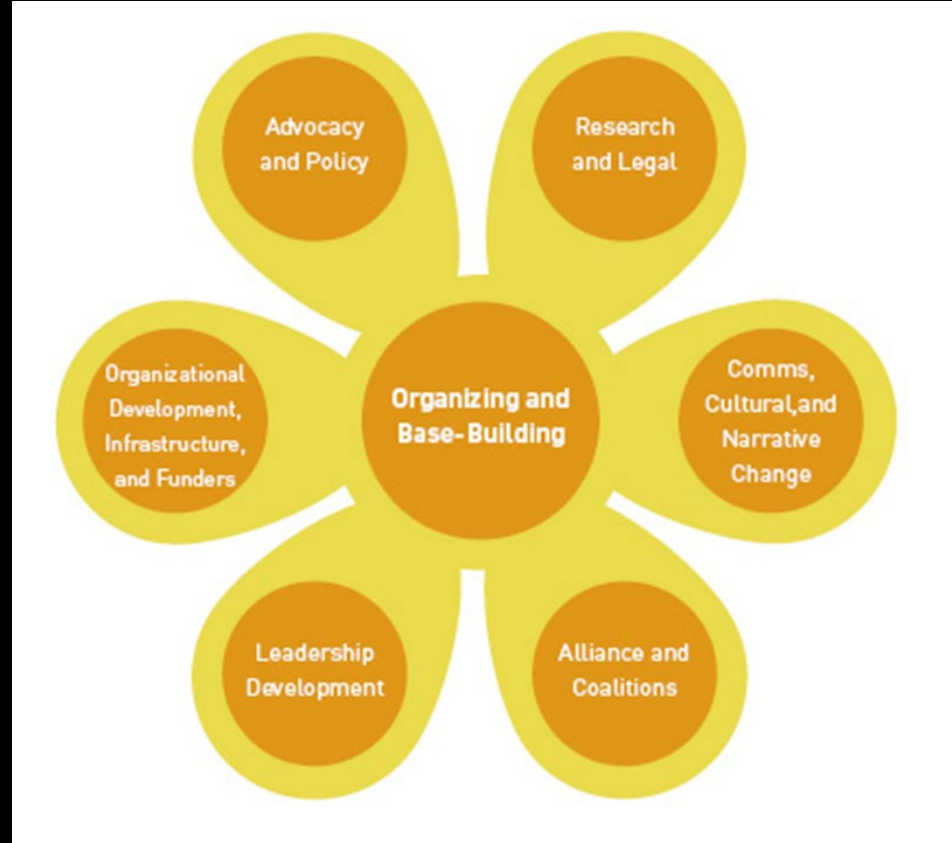 Advocacy
and Policy
Research
and Legal
Organizational
Development,
Infrastructure,
and Funders
Organizing and
Base-Building
Comms,
Cultural,and
Narrative
Change
Leadership
Development
Alliance and
Coalitions